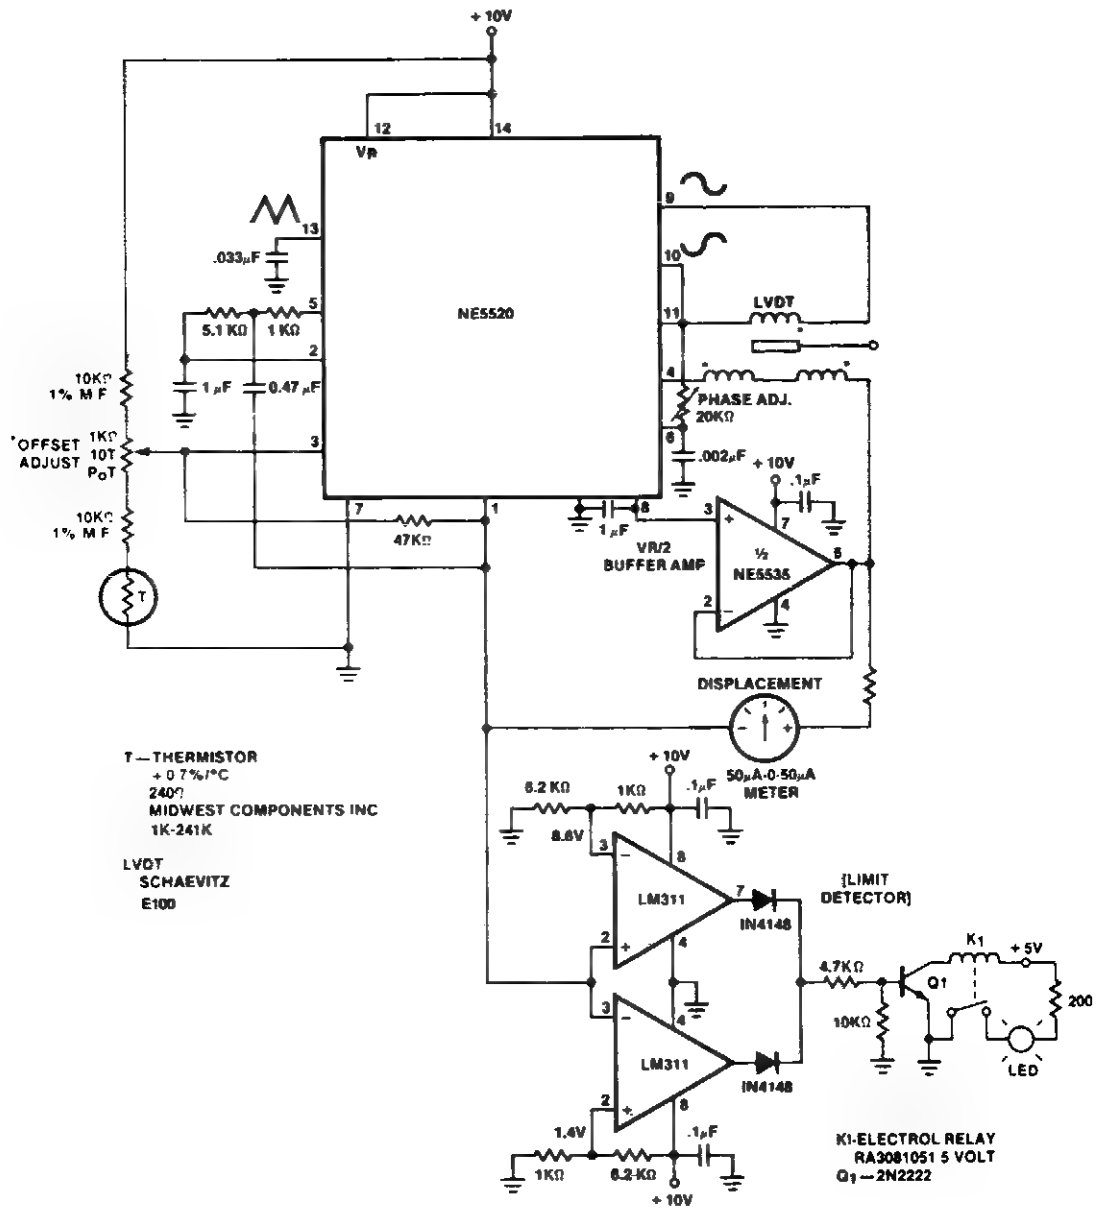 + 10V
12
14
VR
9
13
.033µF
10
NE5520
5
5.1 KΩ
1 KΩ
LVDT
11
2
1 µF
0.47 µF
10KΩ
1% M F
4
PHASE ADJ.
20KΩ
*OFFSET
ADJUST
1KΩ
10T
POT
3
6
.002µF
+ 10V
.1µF
10KΩ
1% M F
7
1
47KΩ
1 µF
8
VR/2
BUFFER AMP
3
+
7
½
NE5535
2
−
4
T
DISPLACEMENT
−
+
50µA-0-50µA
METER
T — THERMISTOR
+ 0 7%/°C
240Ω
MIDWEST COMPONENTS INC
1K-241K
LVDT
SCHAEVITZ
E100
+ 10V
6.2 KΩ
1KΩ
.1µF
8.6V
3
−
8
LM311
7
IN4148
[LIMIT
DETECTOR]
2
+
4
3
−
4
LM311
IN4148
2
+
8
1.4V
1KΩ
6.2 KΩ
.1µF
+ 10V
4.7KΩ
10KΩ
Q1
K1
+ 5V
200
LED
K1-ELECTROL RELAY
RA3081051 5 VOLT
Q1 — 2N2222